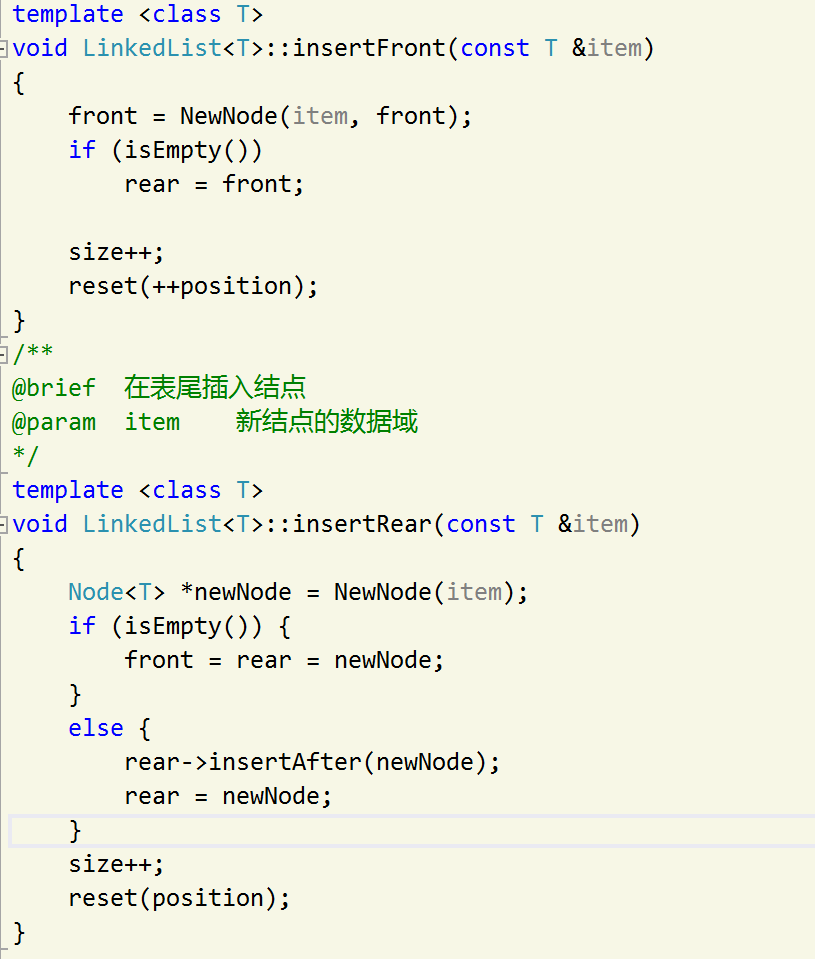 template <class T>
void LinkedList<T>::insertFront(const T &item)
{
    front = NewNode(item, front);
    if (isEmpty())
        rear = front;

    size++;
    reset(++position);
}
/**
@brief  在表尾插入结点
@param  item    新结点的数据域
*/
template <class T>
void LinkedList<T>::insertRear(const T &item)
{
    Node<T> *newNode = NewNode(item);
    if (isEmpty()) {
        front = rear = newNode;
    }
    else {
        rear->insertAfter(newNode);
        rear = newNode;
    }
    size++;
    reset(position);
}